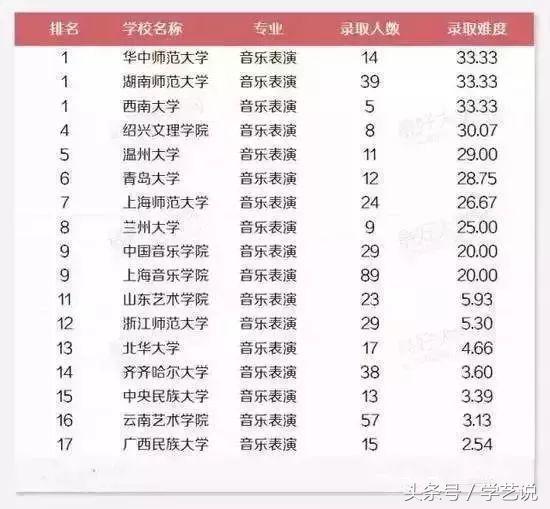 排名 学校名称 专业 录取人数 录取难度
1 华中师范大学 音乐表演 14 33.33
1 湖南师范大学 音乐表演 39 33.33
1 西南大学 音乐表演 5 33.33
4 绍兴文理学院 音乐表演 8 30.07
5 温州大学 音乐表演 11 29.00
6 青岛大学 音乐表演 12 28.75
7 上海师范大学 音乐表演 24 26.67
8 兰州大学 音乐表演 9 25.00
9 中国音乐学院 音乐表演 29 20.00
9 上海音乐学院 音乐表演 89 20.00
11 山东艺术学院 音乐表演 23 5.93
12 浙江师范大学 音乐表演 29 5.30
13 北华大学 音乐表演 17 4.66
14 齐齐哈尔大学 音乐表演 38 3.60
15 中央民族大学 音乐表演 13 3.39
16 云南艺术学院 音乐表演 57 3.13
17 广西民族大学 音乐表演 15 2.54
头条号/学艺说